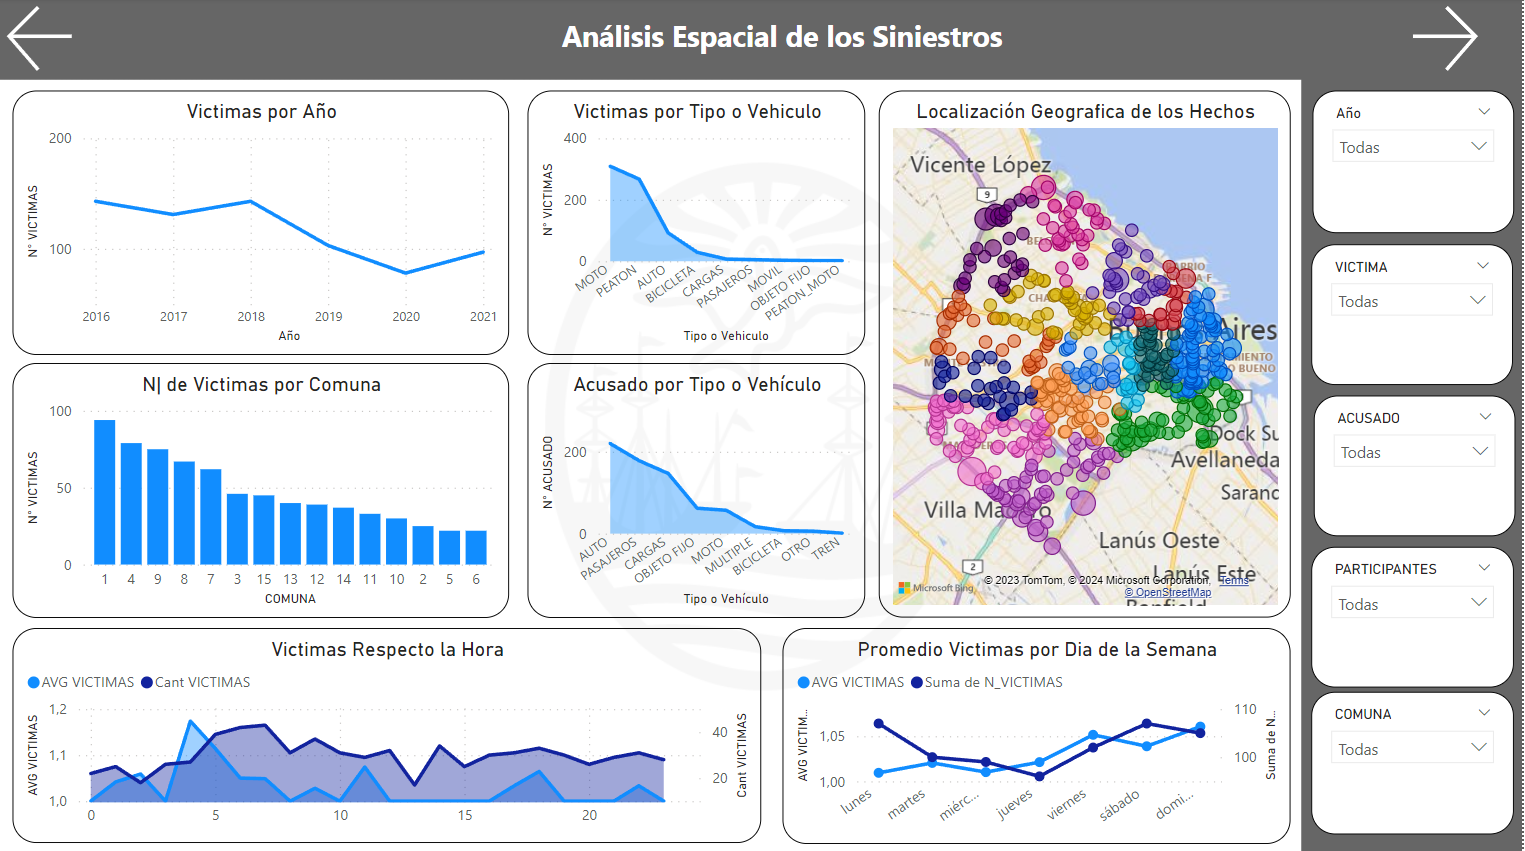 Análisis Espacial de los Siniestros
Victimas por Año
200
100
N° VICTIMAS
2016 2017 2018 2019 2020 2021
Año
Victimas por Tipo o Vehiculo
400
200
0
N° VICTIMAS
MOTO PEATON AUTO BICICLETA CARGAS PASAJEROS MOVIL OBJETO FIJO PEATON_MOTO
Tipo o Vehiculo
Localización Geografica de los Hechos
Vicente López
9
Aires
Dock Su
Avellaneda
Saranc
Villa Ma
Lanús Oeste
2
Lanús Este
© 2023 TomTom, © 2024 Microsoft Corporation, Terms
Microsoft Bing
© OpenStreetMap
Banfield
N| de Victimas por Comuna
100
50
0
N° VICTIMAS
1 4 9 8 7 3 15 13 12 14 11 10 2 5 6
COMUNA
Acusado por Tipo o Vehículo
200
0
N° ACUSADO
AUTO PASAJEROS CARGAS OBJETO FIJO MOTO MULTIPLE BICICLETA OTRO TREN
Tipo o Vehículo
Victimas Respecto la Hora
AVG VICTIMAS Cant VICTIMAS
1,2
1,1
1,0
AVG VICTIMAS
40
20
Cant VICTIMAS
0 5 10 15 20
Promedio Victimas por Dia de la Semana
AVG VICTIMAS Suma de N_VICTIMAS
1,05
1,00
AVG VICTIM...
110
100
Suma de N...
lunes martes miérc... jueves viernes sábado domi...
Año
Todas
VICTIMA
Todas
ACUSADO
Todas
PARTICIPANTES
Todas
COMUNA
Todas